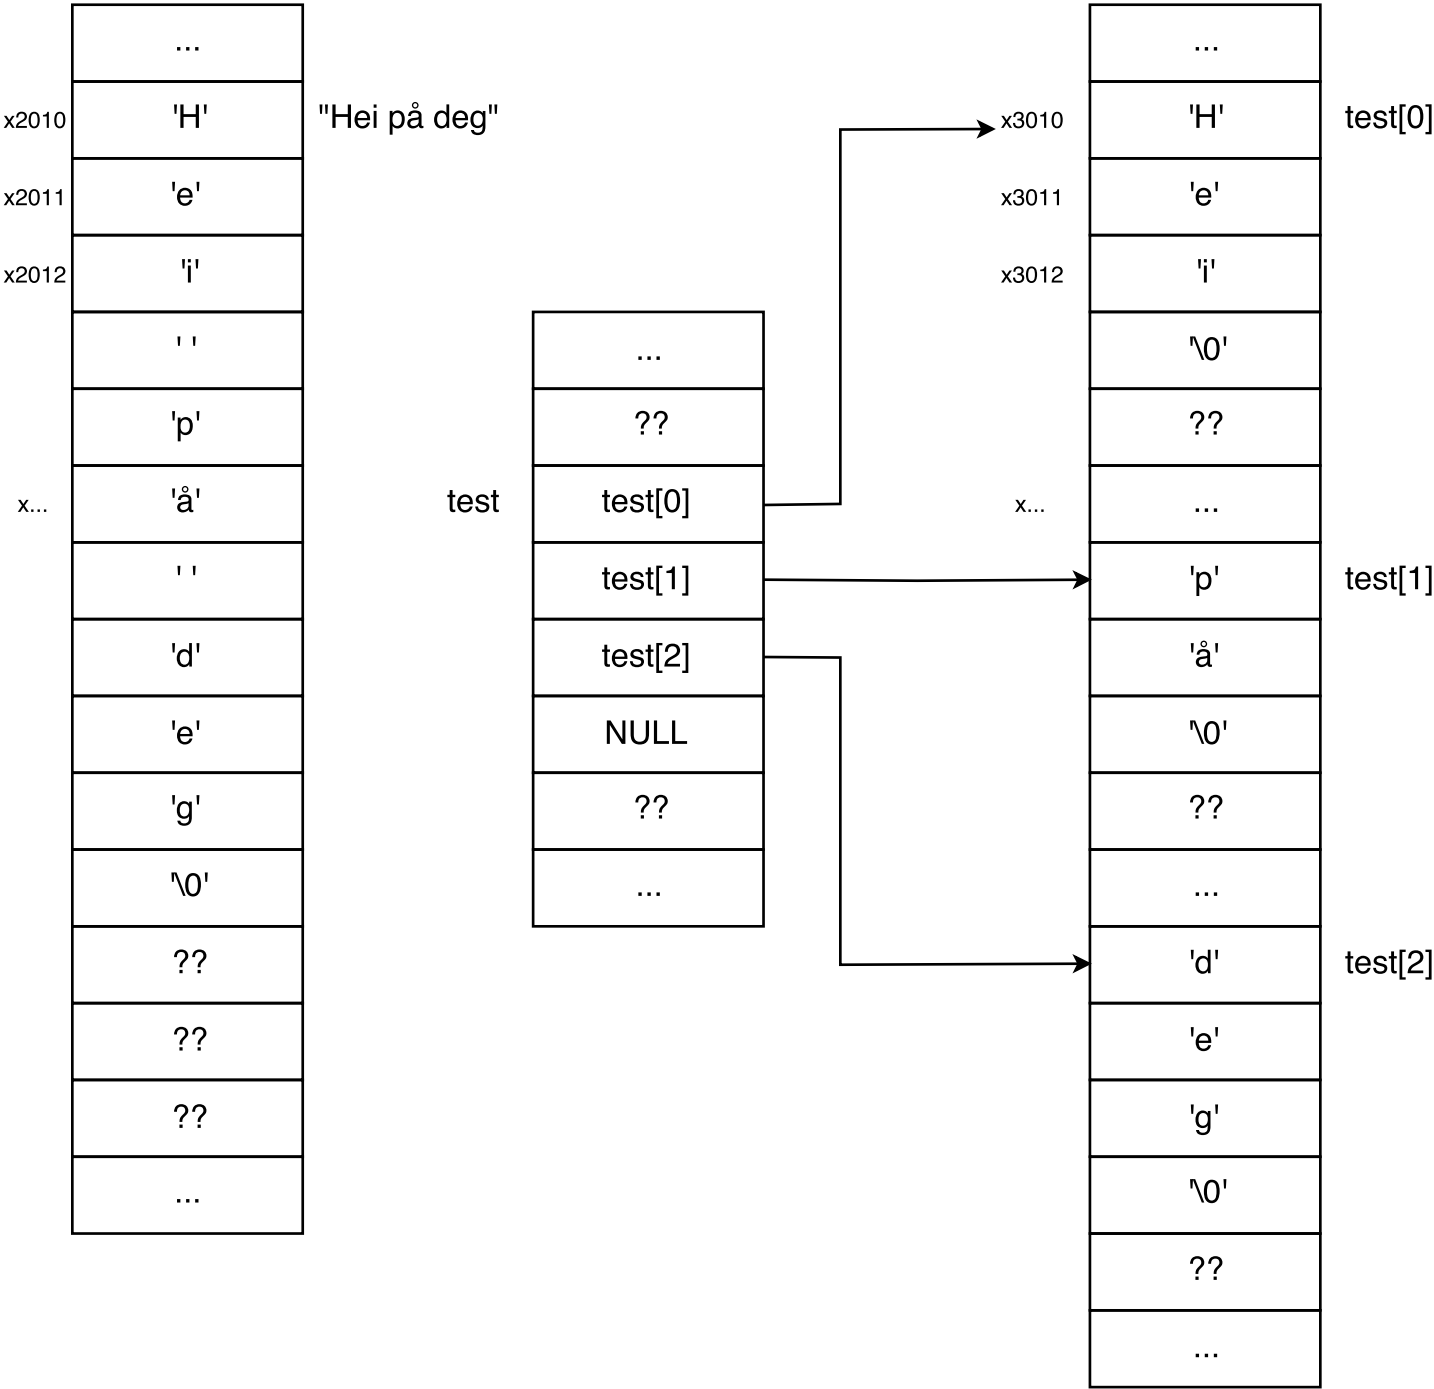 ...
x2010 'H' "Hei på deg"
x2011 'e'
x2012 'i'
' '
'p'
x... 'å'
' '
'd'
'e'
'g'
'\0'
??
??
??
...
...
??
test test[0]
test[1]
test[2]
NULL
??
...
...
x3010 'H' test[0]
x3011 'e'
x3012 'i'
'\0'
??
x... ...
'p' test[1]
'å'
'\0'
??
...
'd' test[2]
'e'
'g'
'\0'
??
...